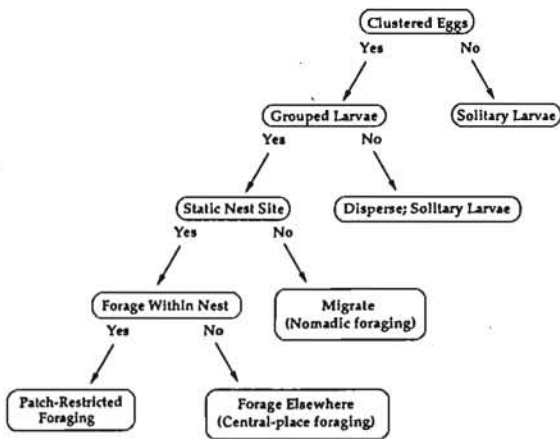 Clustered Eggs
Yes No
Grouped Larvae
Solitary Larvae
Yes No
Static Nest Site
Disperse; Solitary Larvae
Yes No
Forage Within Nest
Migrate
(Nomadic foraging)
Yes No
Patch-Restricted
Foraging
Forage Elsewhere
(Central-place foraging)